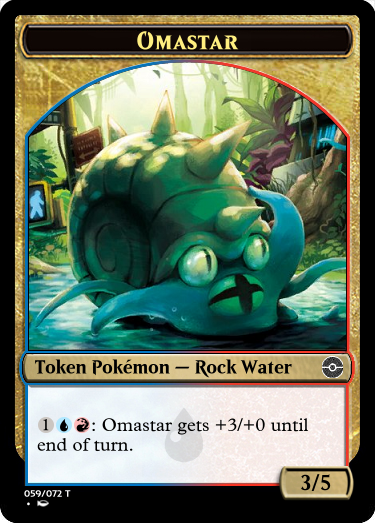 Omastar
Token Pokémon — Rock Water
1: Omastar gets +3/+0 until
end of turn.
3/5
059/072 T